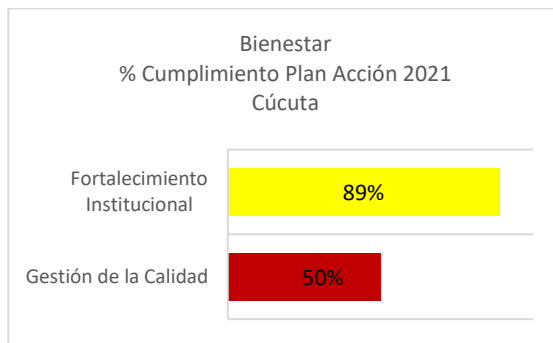 Bienestar
% Cumplimiento Plan Acción 2021
Cúcuta
Fortalecimiento
Institucional
89%
Gestión de la Calidad
50%